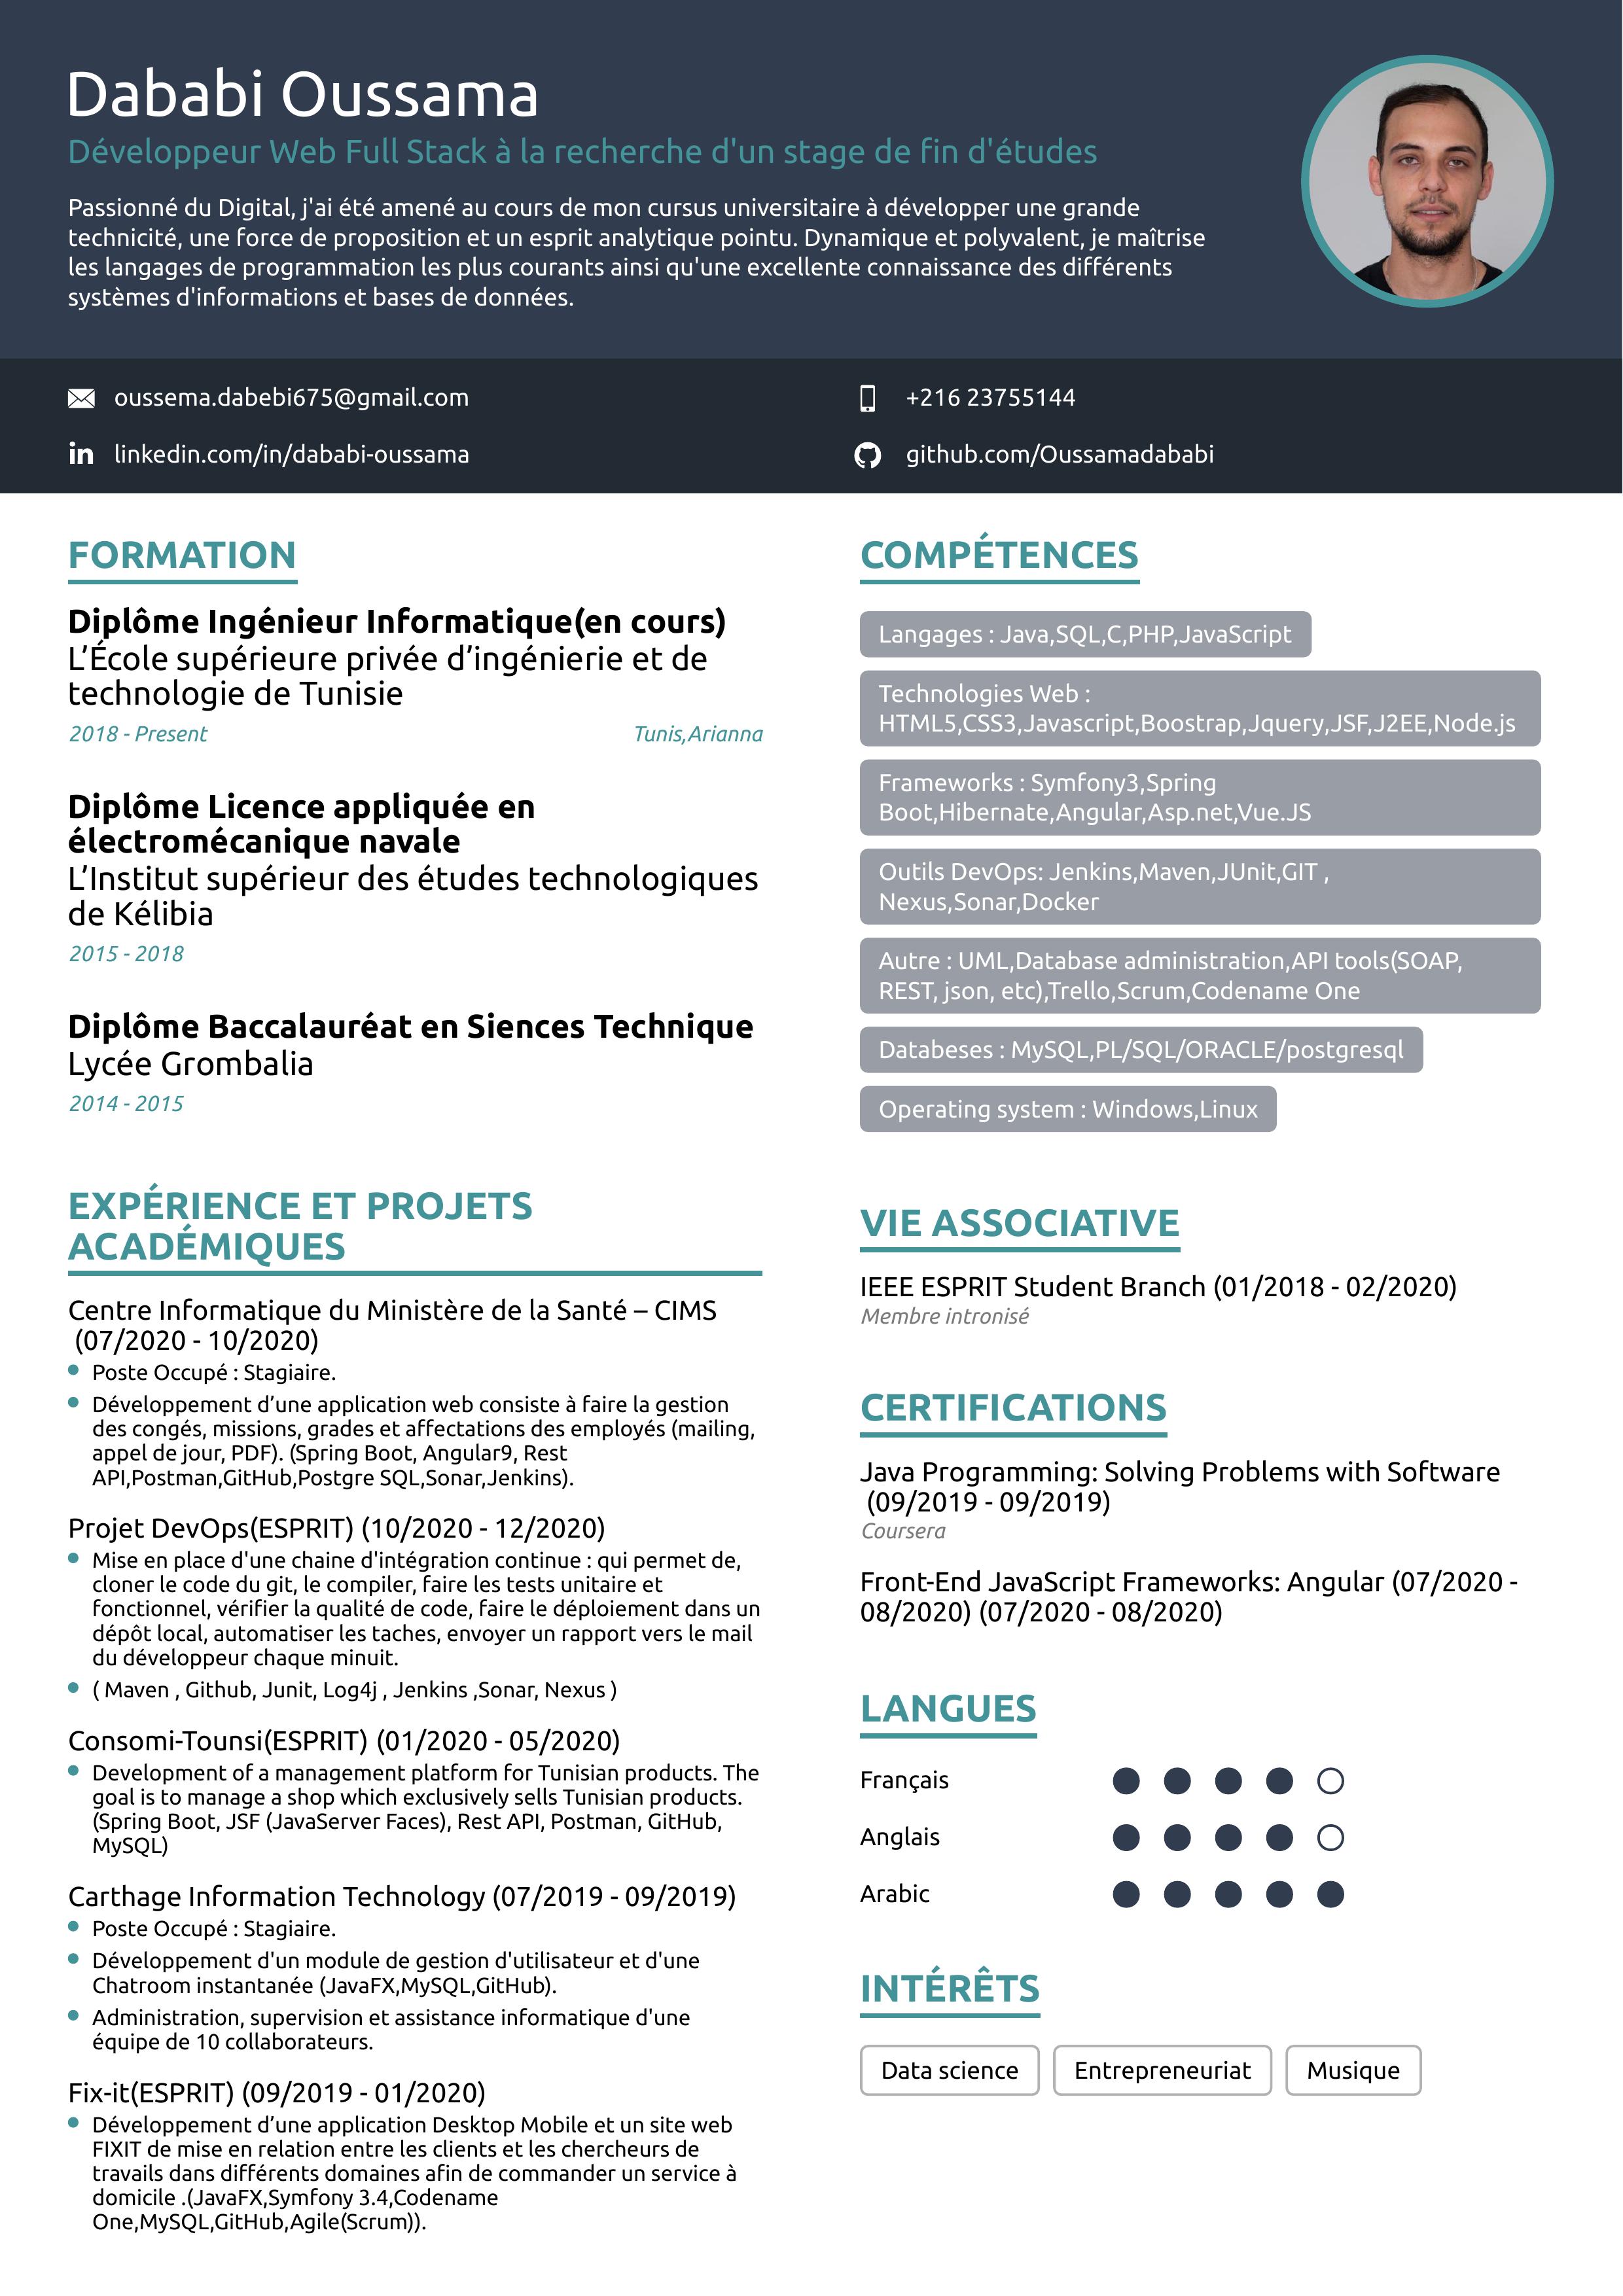 Dababi Oussama
Développeur Web Full Stack à la recherche d'un stage de fin d'études
Passionné du Digital, j'ai été amené au cours de mon cursus universitaire à développer une grande
technicité, une force de proposition et un esprit analytique pointu. Dynamique et polyvalent, je maîtrise
les langages de programmation les plus courants ainsi qu'une excellente connaissance des différents
systèmes d'informations et bases de données.
oussema.dabebi675@gmail.com
+216 23755144
linkedin.com/in/dababi-oussama
github.com/Oussamadababi
FORMATION
Diplôme Ingénieur Informatique(en cours)
L’École supérieure privée d’ingénierie et de
technologie de Tunisie
2018 - Present
Tunis,Arianna
Diplôme Licence appliquée en
électromécanique navale
L’Institut supérieur des études technologiques
de Kélibia
2015 - 2018
Diplôme Baccalauréat en Siences Technique
Lycée Grombalia
2014 - 2015
EXPÉRIENCE ET PROJETS
ACADÉMIQUES
Centre Informatique du Ministère de la Santé – CIMS
(07/2020 - 10/2020)
Poste Occupé : Stagiaire.
Développement d’une application web consiste à faire la gestion
des congés, missions, grades et affectations des employés (mailing,
appel de jour, PDF). (Spring Boot, Angular9, Rest
API,Postman,GitHub,Postgre SQL,Sonar,Jenkins).
Projet DevOps(ESPRIT) (10/2020 - 12/2020)
Mise en place d'une chaine d'intégration continue : qui permet de,
cloner le code du git, le compiler, faire les tests unitaire et
fonctionnel, vérifier la qualité de code, faire le déploiement dans un
dépôt local, automatiser les taches, envoyer un rapport vers le mail
du développeur chaque minuit.
( Maven , Github, Junit, Log4j , Jenkins ,Sonar, Nexus )
Consomi-Tounsi(ESPRIT) (01/2020 - 05/2020)
Development of a management platform for Tunisian products. The
goal is to manage a shop which exclusively sells Tunisian products.
(Spring Boot, JSF (JavaServer Faces), Rest API, Postman, GitHub,
MySQL)
Carthage Information Technology (07/2019 - 09/2019)
Poste Occupé : Stagiaire.
Développement d'un module de gestion d'utilisateur et d'une
Chatroom instantanée (JavaFX,MySQL,GitHub).
Administration, supervision et assistance informatique d'une
équipe de 10 collaborateurs.
Fix-it(ESPRIT) (09/2019 - 01/2020)
Développement d’une application Desktop Mobile et un site web
FIXIT de mise en relation entre les clients et les chercheurs de
travails dans différents domaines afin de commander un service à
domicile .(JavaFX,Symfony 3.4,Codename
One,MySQL,GitHub,Agile(Scrum)).
COMPÉTENCES
Langages : Java,SQL,C,PHP,JavaScript
Technologies Web :
HTML5,CSS3,Javascript,Boostrap,Jquery,JSF,J2EE,Node.js
Frameworks : Symfony3,Spring
Boot,Hibernate,Angular,Asp.net,Vue.JS
Outils DevOps: Jenkins,Maven,JUnit,GIT ,
Nexus,Sonar,Docker
Autre : UML,Database administration,API tools(SOAP,
REST, json, etc),Trello,Scrum,Codename One
Databeses : MySQL,PL/SQL/ORACLE/postgresql
Operating system : Windows,Linux
VIE ASSOCIATIVE
IEEE ESPRIT Student Branch (01/2018 - 02/2020)
Membre intronisé
CERTIFICATIONS
Java Programming: Solving Problems with Software
(09/2019 - 09/2019)
Coursera
Front-End JavaScript Frameworks: Angular (07/2020 -
08/2020) (07/2020 - 08/2020)
LANGUES
Français
Anglais
Arabic
INTÉRÊTS
Data science
Entrepreneuriat
Musique